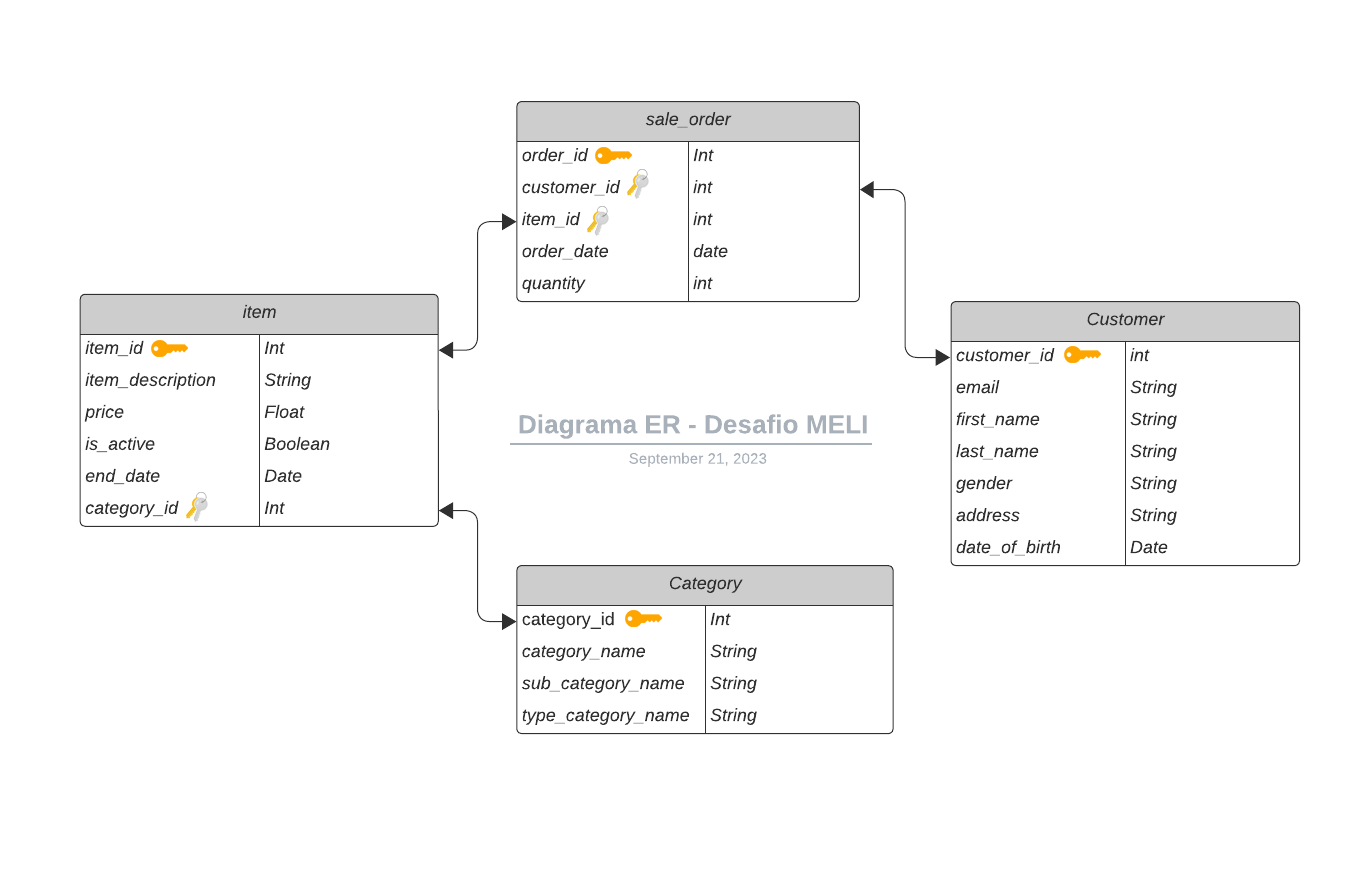 sale_order
order_id Int
customer_id int
item_id int
order_date date
quantity int
item
item_id Int
item_description String
price Float
is_active Boolean
end_date Date
category_id Int
Customer
customer_id int
email String
first_name String
last_name String
gender String
address String
date_of_birth Date
Diagrama ER - Desafio MELI
September 21, 2023
Category
category_id Int
category_name String
sub_category_name String
type_category_name String